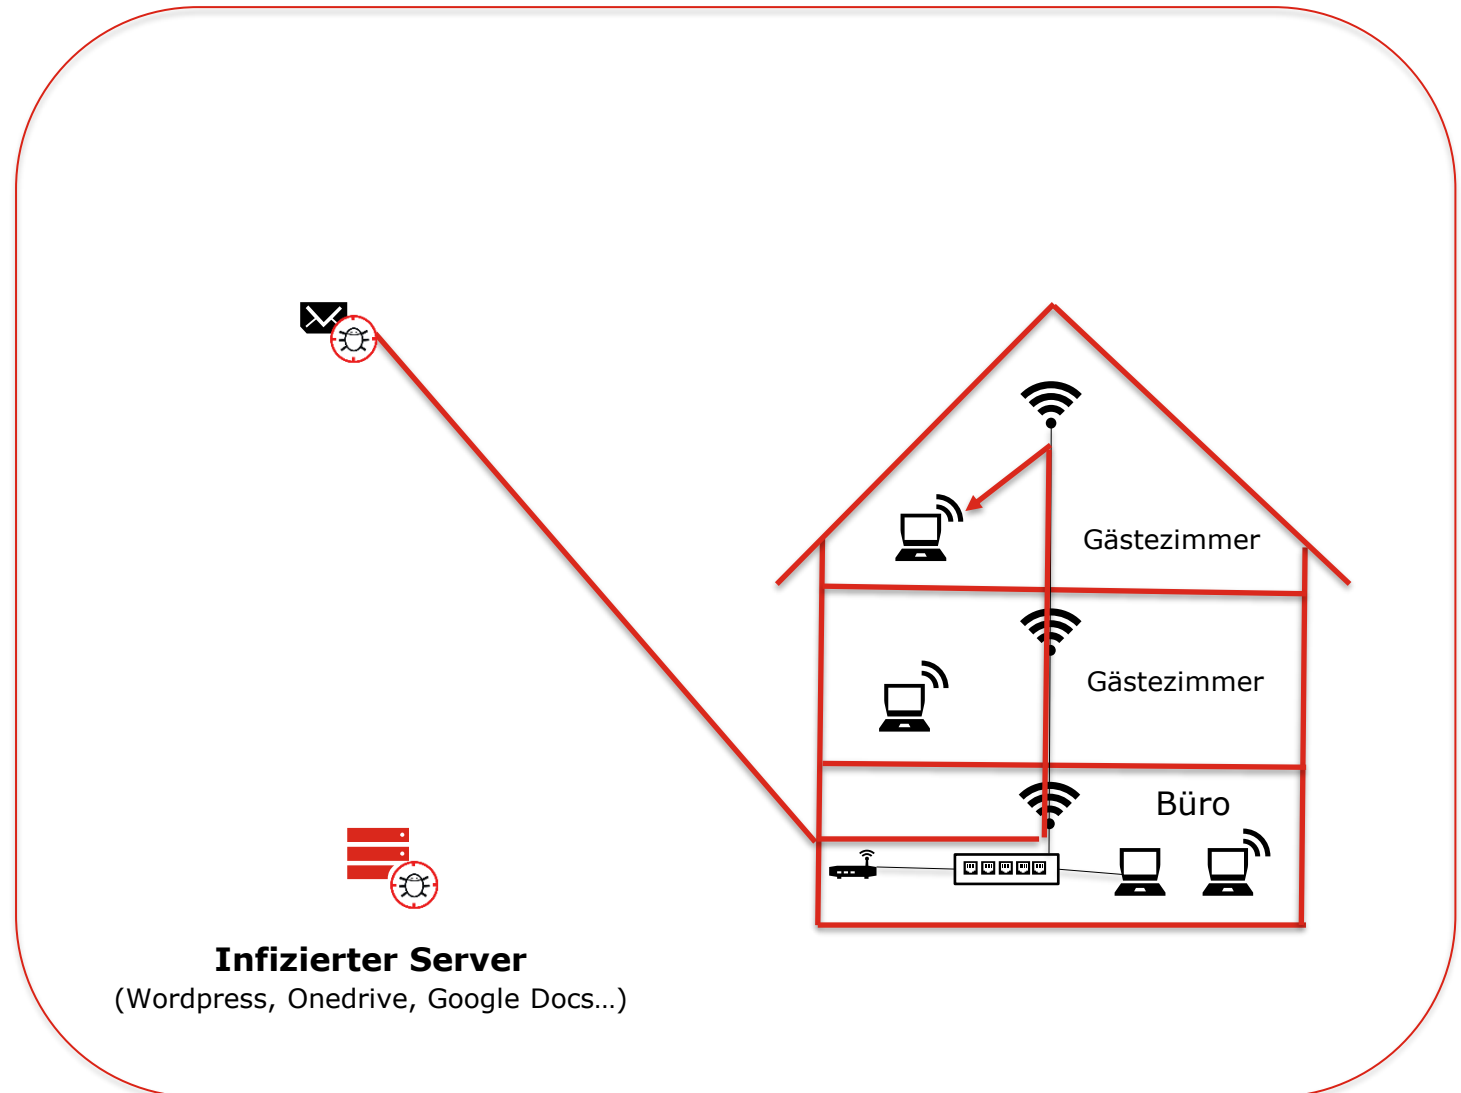 Gästezimmer
Gästezimmer
Büro
Infizierter Server
(Wordpress, Onedrive, Google Docs…)